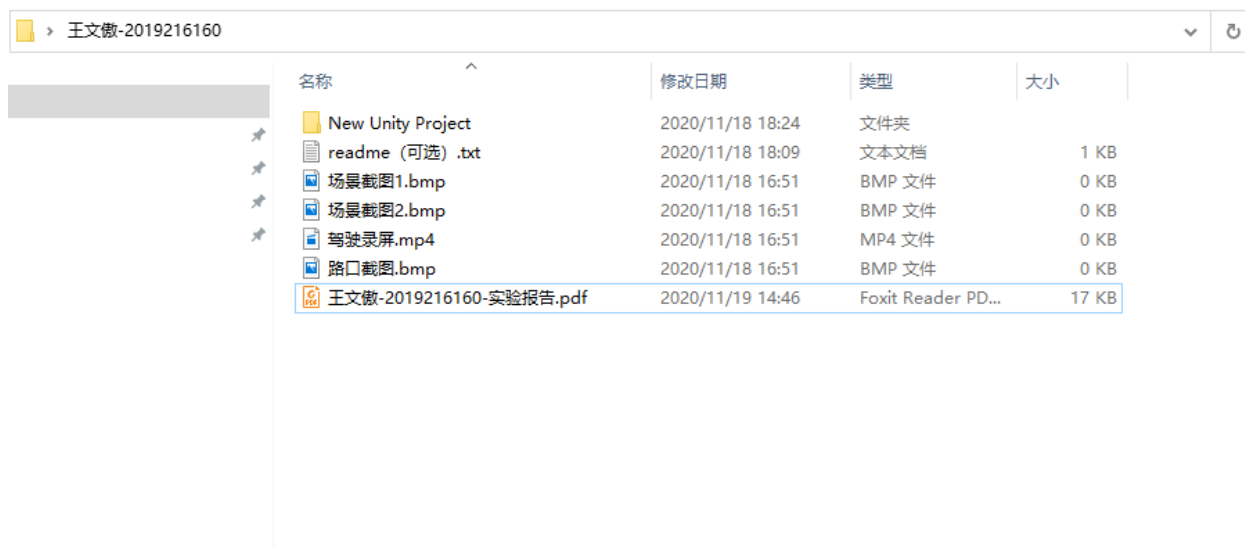 王文傲-2019216160
名称 修改日期 类型 大小
New Unity Project 2020/11/18 18:24 文件夹
readme（可选）.txt 2020/11/18 18:09 文本文档 1 KB
场景截图1.bmp 2020/11/18 16:51 BMP 文件 0 KB
场景截图2.bmp 2020/11/18 16:51 BMP 文件 0 KB
驾驶录屏.mp4 2020/11/18 16:51 MP4 文件 0 KB
路口截图.bmp 2020/11/18 16:51 BMP 文件 0 KB
王文傲-2019216160-实验报告.pdf 2020/11/19 14:46 Foxit Reader PD... 17 KB